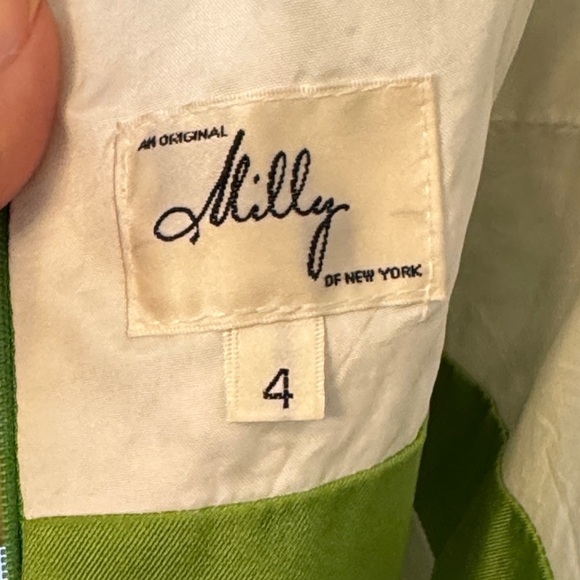 AN ORIGINAL
Milly
OF NEW YORK
4